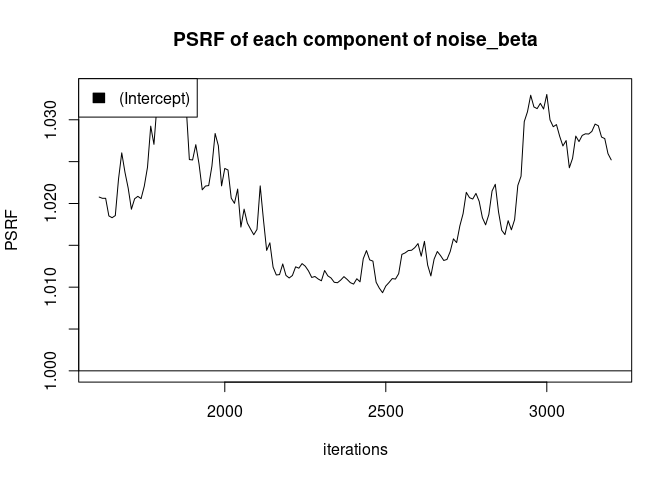 PSRF of each component of noise_beta
(Intercept)
1.030
1.020
1.010
1.000
PSRF
2000
2500
3000
iterations